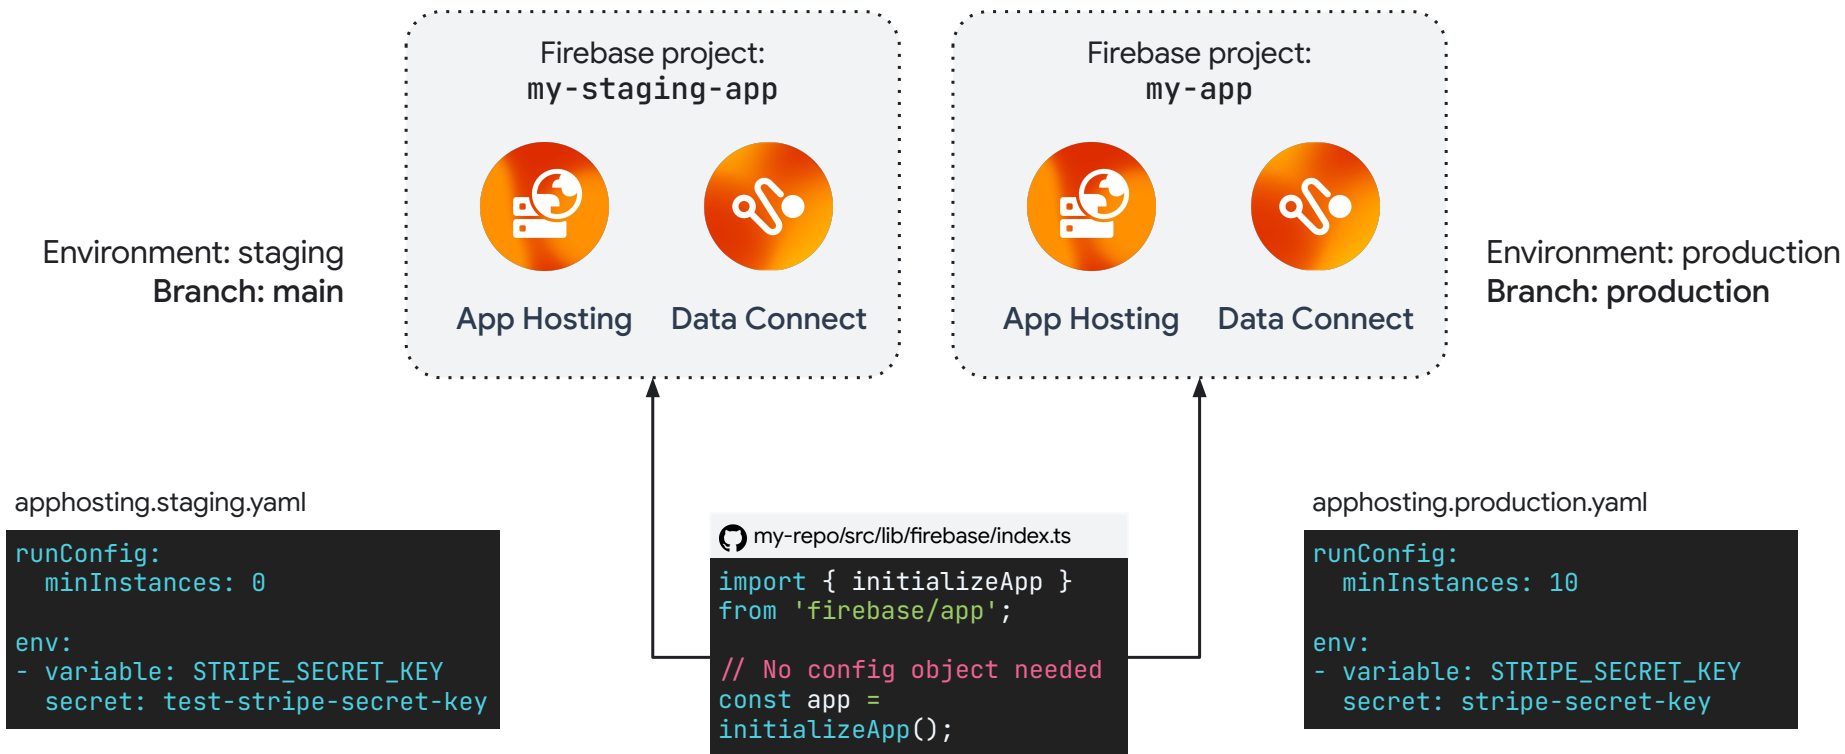 Firebase project:
my-staging-app
App Hosting
Data Connect
Firebase project:
my-app
App Hosting
Data Connect
Environment: staging
Branch: main
Environment: production
Branch: production
apphosting.staging.yaml
runConfig:
  minInstances: 0
env:
- variable: STRIPE_SECRET_KEY
  secret: test-stripe-secret-key
my-repo/src/lib/firebase/index.ts
import { initializeApp }
from 'firebase/app';
// No config object needed
const app =
initializeApp();
apphosting.production.yaml
runConfig:
  minInstances: 10
env:
- variable: STRIPE_SECRET_KEY
  secret: stripe-secret-key